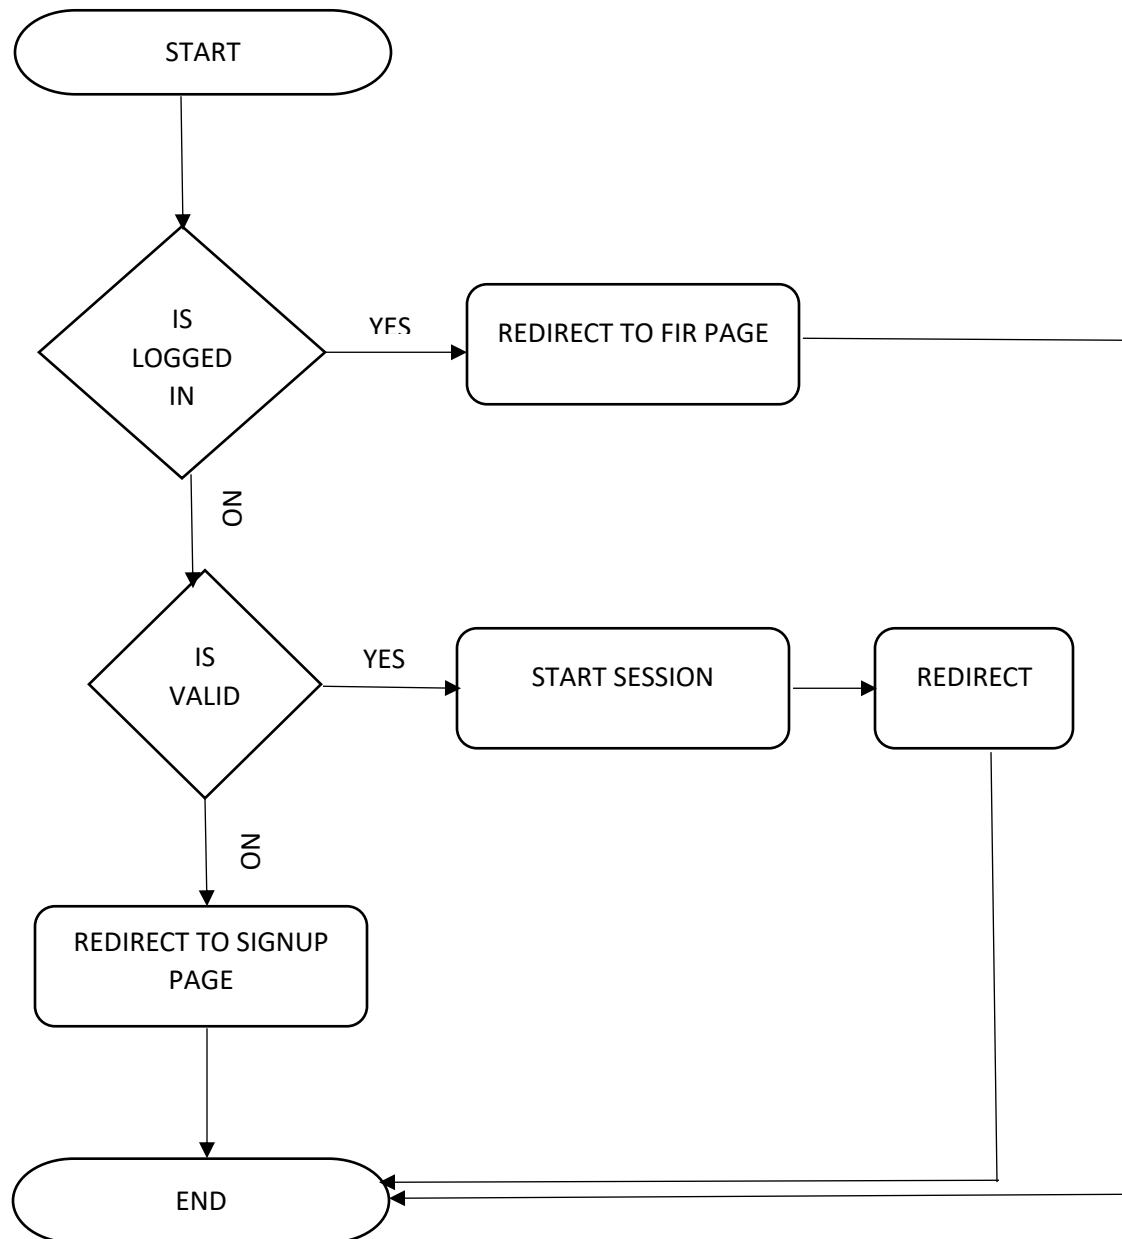 START
IS
LOGGED
IN
YES
REDIRECT TO FIR PAGE
NO
IS
VALID
YES
START SESSION
REDIRECT
NO
REDIRECT TO SIGNUP
PAGE
END